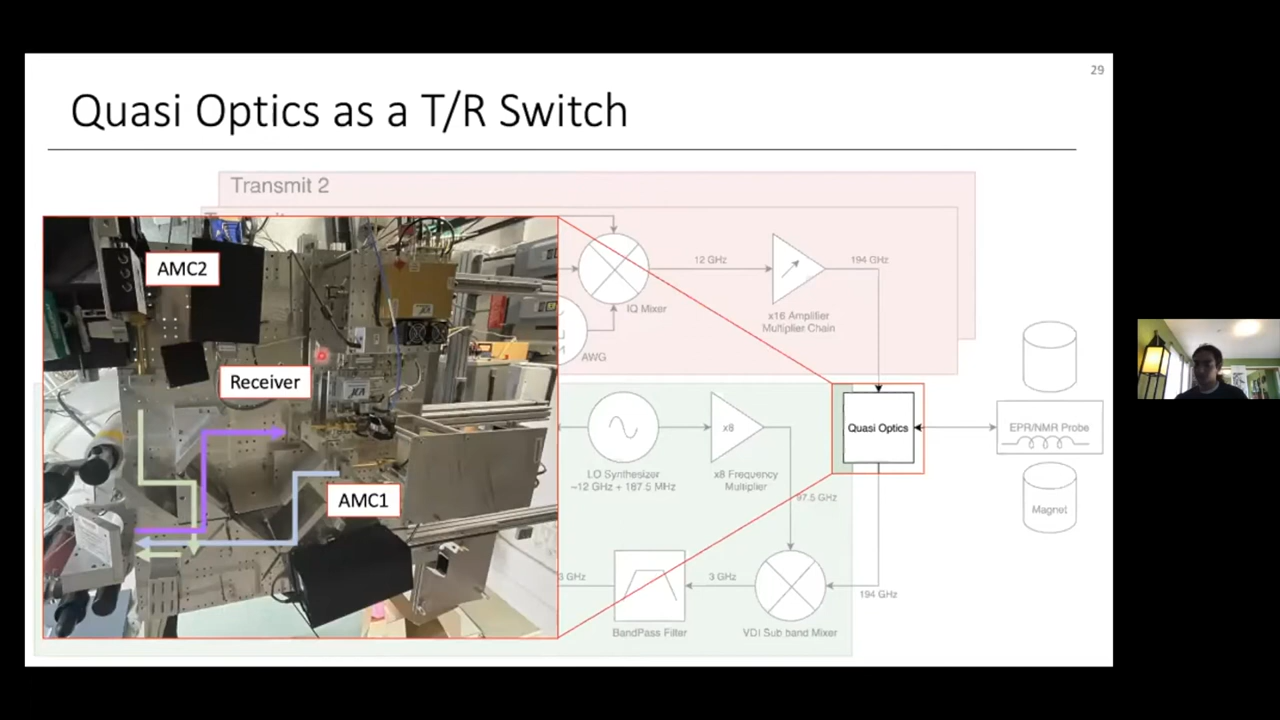 29
Quasi Optics as a T/R Switch
Transmit 2
AMC2
Receiver
AMC1
IQ Mixer
12 GHz
194 GHz
x16 Amplifier
Multiplier Chain
AWG
LO Synthesizer
~12 GHz + 187.5 MHz
x8
x8 Frequency
Multiplier
97.5 GHz
Quasi Optics
EPR/NMR Probe
Magnet
3 GHz
BandPass Filter
3 GHz
VDI Sub band Mixer
194 GHz